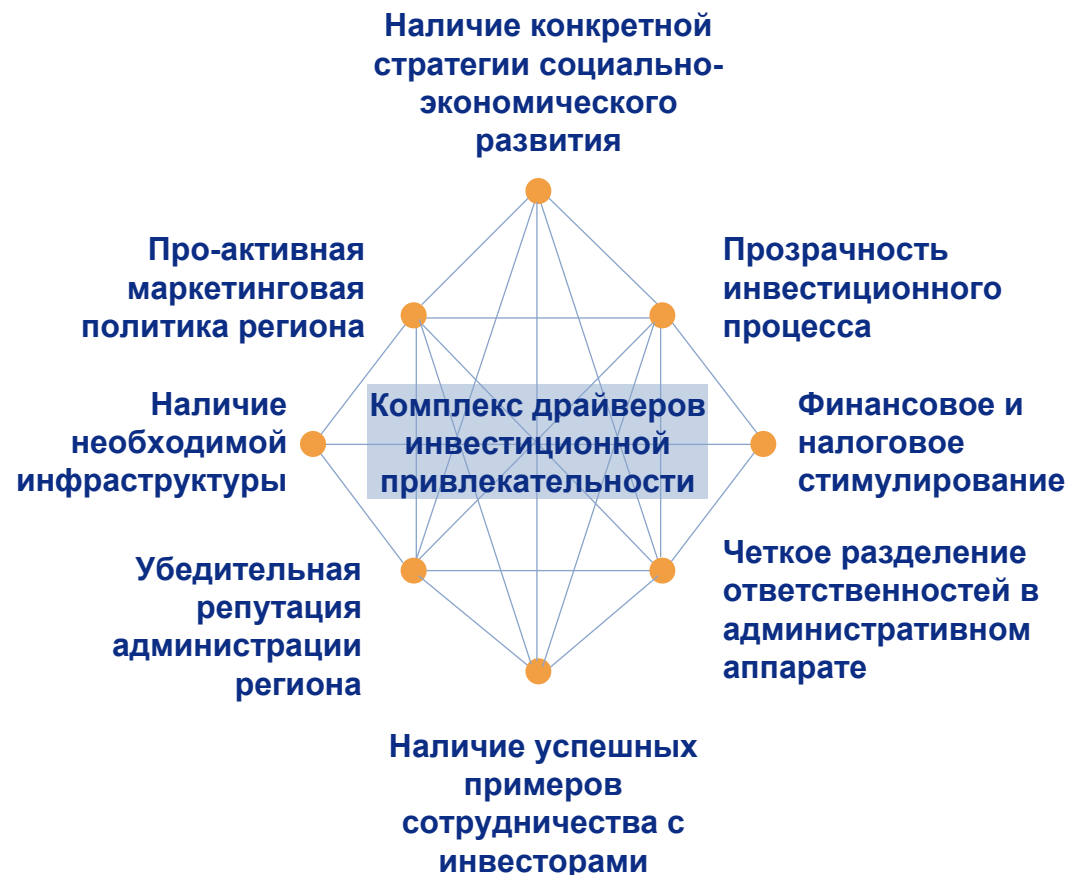 Наличие конкретной
стратегии социально-
экономического
развития
Про-активная
маркетинговая
политика региона
Прозрачность
инвестиционного
процесса
Наличие
необходимой
инфраструктуры
Комплекс драйверов
инвестиционной
привлекательности
Финансовое и
налоговое
стимулирование
Убедительная
репутация
администрации
региона
Четкое разделение
ответственностей в
административном
аппарате
Наличие успешных
примеров
сотрудничества с
инвесторами